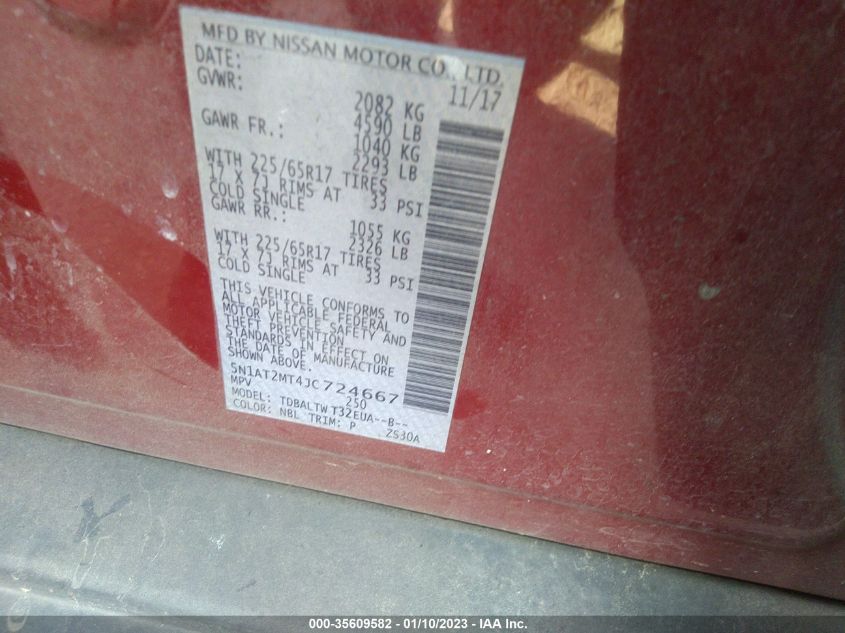 MFD BY NISSAN MOTOR CO., LTD.
DATE: 11/17
GVWR: 2082 KG
4590 LB
GAWR FR.: 1040 KG
2293 LB
WITH 225/65R17 TIRES
17 X 7J RIMS AT
COLD SINGLE 33 PSI
GAWR RR.: 1055 KG
2326 LB
WITH 225/65R17 TIRES
17 X 7J RIMS AT
COLD SINGLE 33 PSI
THIS VEHICLE CONFORMS TO
ALL APPLICABLE FEDERAL
MOTOR VEHICLE SAFETY AND
THEFT PREVENTION
STANDARDS IN EFFECT ON
THE DATE OF MANUFACTURE
SHOWN ABOVE.
5N1AT2MT4JC724667
MPV 250
MODEL: TDBALTWT32EUA--B--
COLOR: NBL TRIM: P ZS30A
000-35609582 - 01/10/2023 - IAA Inc.